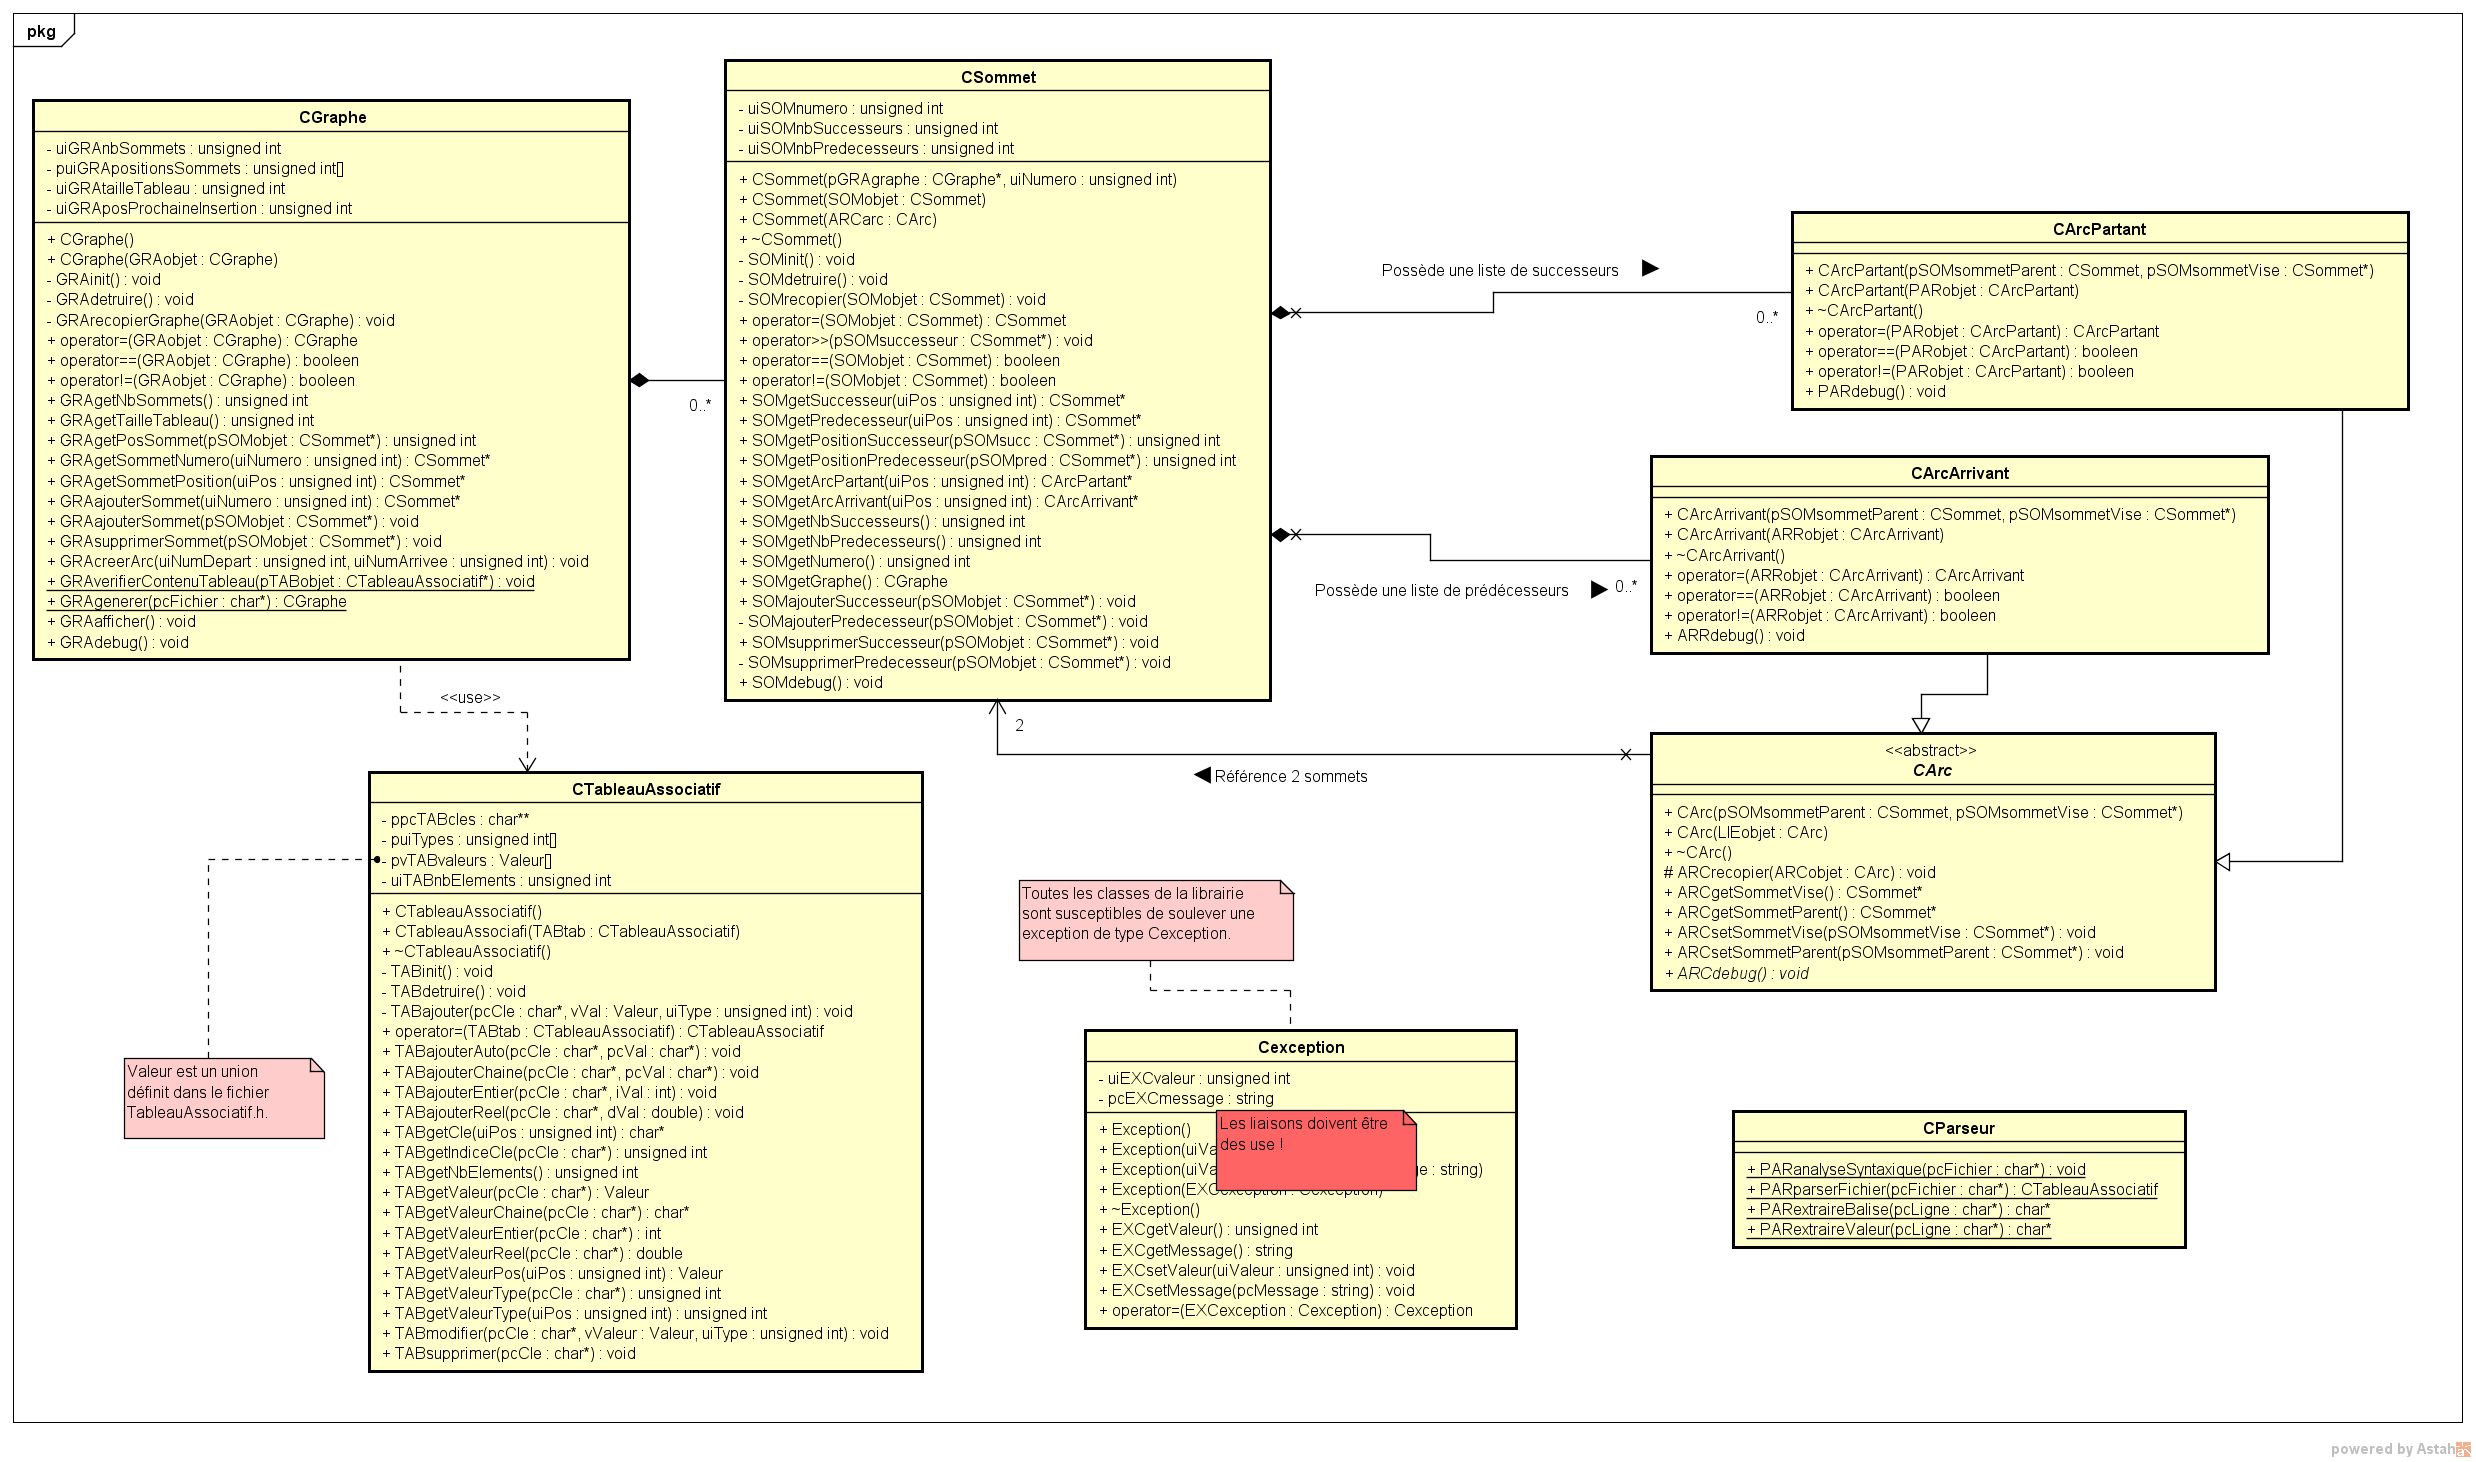 pkg
CGraphe
- uiGRAnbSommets : unsigned int
- puiGRApositionsSommets : unsigned int[]
- uiGRAtailleTableau : unsigned int
- uiGRAposProchaineInsertion : unsigned int
+ CGraphe()
+ CGraphe(GRAobjet : CGraphe)
- GRAinit() : void
- GRAdetruire() : void
- GRArecopierGraphe(GRAobjet : CGraphe) : void
+ operator=(GRAobjet : CGraphe) : CGraphe
+ operator==(GRAobjet : CGraphe) : booleen
+ operator!=(GRAobjet : CGraphe) : booleen
+ GRAgetNbSommets() : unsigned int
+ GRAgetTailleTableau() : unsigned int
+ GRAgetPosSommet(pSOMobjet : CSommet*) : unsigned int
+ GRAgetSommetNumero(uiNumero : unsigned int) : CSommet*
+ GRAgetSommetPosition(uiPos : unsigned int) : CSommet*
+ GRAajouterSommet(uiNumero : unsigned int) : CSommet*
+ GRAajouterSommet(pSOMobjet : CSommet*) : void
+ GRAsupprimerSommet(pSOMobjet : CSommet*) : void
+ GRAcreerArc(uiNumDepart : unsigned int, uiNumArrivee : unsigned int) : void
+ GRAverifierContenuTableau(pTABobjet : CTableauAssociatif*) : void
+ GRAgenerer(pcFichier : char*) : CGraphe
+ GRAafficher() : void
+ GRAdebug() : void
0..*
CSommet
- uiSOMnumero : unsigned int
- uiSOMnbSuccesseurs : unsigned int
- uiSOMnbPredecesseurs : unsigned int
+ CSommet(pGRAgraphe : CGraphe*, uiNumero : unsigned int)
+ CSommet(SOMobjet : CSommet)
+ CSommet(ARCarc : CArc)
+ ~CSommet()
- SOMinit() : void
- SOMdetruire() : void
- SOMrecopier(SOMobjet : CSommet) : void
+ operator=(SOMobjet : CSommet) : CSommet
+ operator>>(pSOMsuccesseur : CSommet*) : void
+ operator==(SOMobjet : CSommet) : booleen
+ operator!=(SOMobjet : CSommet) : booleen
+ SOMgetSuccesseur(uiPos : unsigned int) : CSommet*
+ SOMgetPredecesseur(uiPos : unsigned int) : CSommet*
+ SOMgetPositionSuccesseur(pSOMsucc : CSommet*) : unsigned int
+ SOMgetPositionPredecesseur(pSOMpred : CSommet*) : unsigned int
+ SOMgetArcPartant(uiPos : unsigned int) : CArcPartant*
+ SOMgetArcArrivant(uiPos : unsigned int) : CArcArrivant*
+ SOMgetNbSuccesseurs() : unsigned int
+ SOMgetNbPredecesseurs() : unsigned int
+ SOMgetNumero() : unsigned int
+ SOMgetGraphe() : CGraphe
+ SOMajouterSuccesseur(pSOMobjet : CSommet*) : void
- SOMajouterPredecesseur(pSOMobjet : CSommet*) : void
+ SOMsupprimerSuccesseur(pSOMobjet : CSommet*) : void
- SOMsupprimerPredecesseur(pSOMobjet : CSommet*) : void
+ SOMdebug() : void
Possède une liste de successeurs
0..*
CArcPartant
+ CArcPartant(pSOMsommetParent : CSommet, pSOMsommetVise : CSommet*)
+ CArcPartant(PARobjet : CArcPartant)
+ ~CArcPartant()
+ operator=(PARobjet : CArcPartant) : CArcPartant
+ operator==(PARobjet : CArcPartant) : booleen
+ operator!=(PARobjet : CArcPartant) : booleen
+ PARdebug() : void
Possède une liste de prédécesseurs
0..*
CArcArrivant
+ CArcArrivant(pSOMsommetParent : CSommet, pSOMsommetVise : CSommet*)
+ CArcArrivant(ARRobjet : CArcArrivant)
+ ~CArcArrivant()
+ operator=(ARRobjet : CArcArrivant) : CArcArrivant
+ operator==(ARRobjet : CArcArrivant) : booleen
+ operator!=(ARRobjet : CArcArrivant) : booleen
+ ARRdebug() : void
<<use>>
2
Référence 2 sommets
<<abstract>>
CArc
+ CArc(pSOMsommetParent : CSommet, pSOMsommetVise : CSommet*)
+ CArc(LIEobjet : CArc)
+ ~CArc()
# ARCrecopier(ARCobjet : CArc) : void
+ ARCgetSommetVise() : CSommet*
+ ARCgetSommetParent() : CSommet*
+ ARCsetSommetVise(pSOMsommetVise : CSommet*) : void
+ ARCsetSommetParent(pSOMsommetParent : CSommet*) : void
+ ARCdebug() : void
CTableauAssociatif
- ppcTABcles : char**
- puiTypes : unsigned int[]
- pvTABvaleurs : Valeur[]
- uiTABnbElements : unsigned int
+ CTableauAssociatif()
+ CTableauAssociafi(TABtab : CTableauAssociatif)
+ ~CTableauAssociatif()
- TABinit() : void
- TABdetruire() : void
- TABajouter(pcCle : char*, vVal : Valeur, uiType : unsigned int) : void
+ operator=(TABtab : CTableauAssociatif) : CTableauAssociatif
+ TABajouterAuto(pcCle : char*, pcVal : char*) : void
+ TABajouterChaine(pcCle : char*, pcVal : char*) : void
+ TABajouterEntier(pcCle : char*, iVal : int) : void
+ TABajouterReel(pcCle : char*, dVal : double) : void
+ TABgetCle(uiPos : unsigned int) : char*
+ TABgetIndiceCle(pcCle : char*) : unsigned int
+ TABgetNbElements() : unsigned int
+ TABgetValeur(pcCle : char*) : Valeur
+ TABgetValeurChaine(pcCle : char*) : char*
+ TABgetValeurEntier(pcCle : char*) : int
+ TABgetValeurReel(pcCle : char*) : double
+ TABgetValeurPos(uiPos : unsigned int) : Valeur
+ TABgetValeurType(pcCle : char*) : unsigned int
+ TABgetValeurType(uiPos : unsigned int) : unsigned int
+ TABmodifier(pcCle : char*, vValeur : Valeur, uiType : unsigned int) : void
+ TABsupprimer(pcCle : char*) : void
Valeur est un union
définit dans le fichier
TableauAssociatif.h.
Toutes les classes de la librairie
sont susceptibles de soulever une
exception de type Cexception.
Cexception
- uiEXCvaleur : unsigned int
- pcEXCmessage : string
+ Exception()
+ Exception(uiVa
+ Exception(uiVa ge : string)
+ Exception(EXCexception : Cexception)
+ ~Exception()
+ EXCgetValeur() : unsigned int
+ EXCgetMessage() : string
+ EXCsetValeur(uiValeur : unsigned int) : void
+ EXCsetMessage(pcMessage : string) : void
+ operator=(EXCexception : Cexception) : Cexception
Les liaisons doivent être
des use !
CParseur
+ PARanalyseSyntaxique(pcFichier : char*) : void
+ PARparserFichier(pcFichier : char*) : CTableauAssociatif
+ PARextraireBalise(pcLigne : char*) : char*
+ PARextraireValeur(pcLigne : char*) : char*
powered by Astah